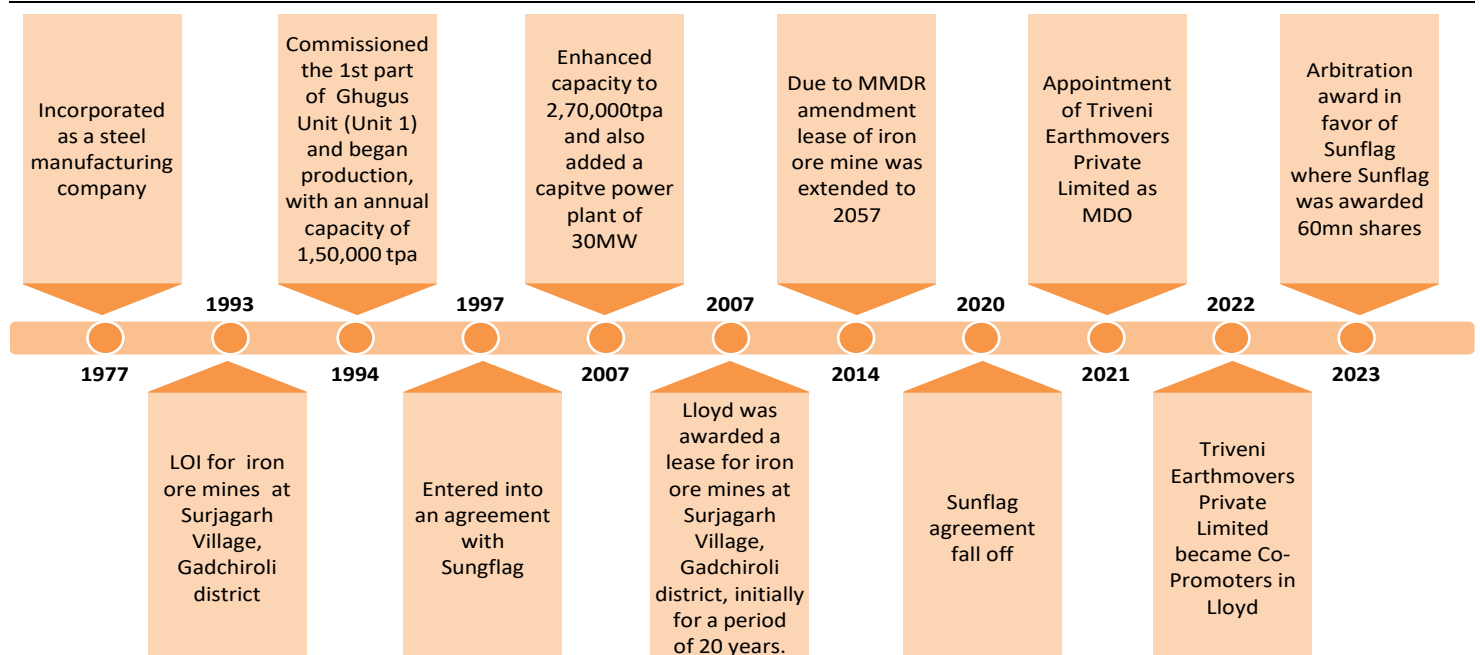 Incorporated
as a steel
manufacturing
company
Commissioned
the 1st part
of Ghugus
Unit (Unit 1)
and began
production,
with an annual
capacity of
1,50,000 tpa
Enhanced
capacity to
2,70,000tpa
and also
added a
capitve power
plant of
30MW
Due to MMDR
amendment
lease of iron
ore mine was
extended to
2057
Appointment
of Triveni
Earthmovers
Private
Limited as
MDO
Arbitration
award in
favor of
Sunflag
where Sunflag
was awarded
60mn shares
1993
1997
2007
2020
2022
1977
1994
2007
2014
2021
2023
LOI for iron
ore mines at
Surjagarh
Village,
Gadchiroli
district
Entered into
an agreement
with
Sungflag
Lloyd was
awarded a
lease for iron
ore mines at
Surjagarh
Village,
Gadchiroli
district, initially
for a period
of 20 years.
Sunflag
agreement
fall off
Triveni
Earthmovers
Private
Limited
became Co-
Promoters in
Lloyd